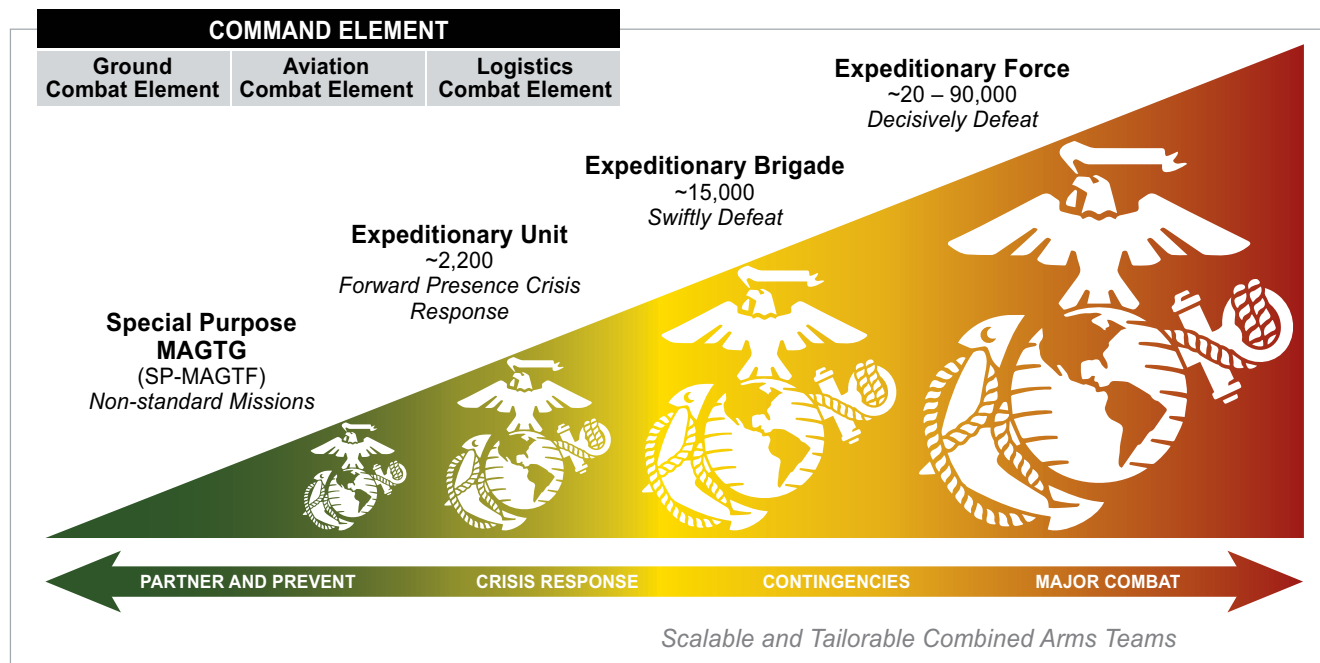 COMMAND ELEMENT
Ground
Combat Element
Aviation
Combat Element
Logistics
Combat Element
Expeditionary Force
~20 – 90,000
Decisively Defeat
Expeditionary Brigade
~15,000
Swiftly Defeat
Expeditionary Unit
~2,200
Forward Presence Crisis
Response
Special Purpose
MAGTG
(SP-MAGTF)
Non-standard Missions
PARTNER AND PREVENT
CRISIS RESPONSE
CONTINGENCIES
MAJOR COMBAT
Scalable and Tailorable Combined Arms Teams